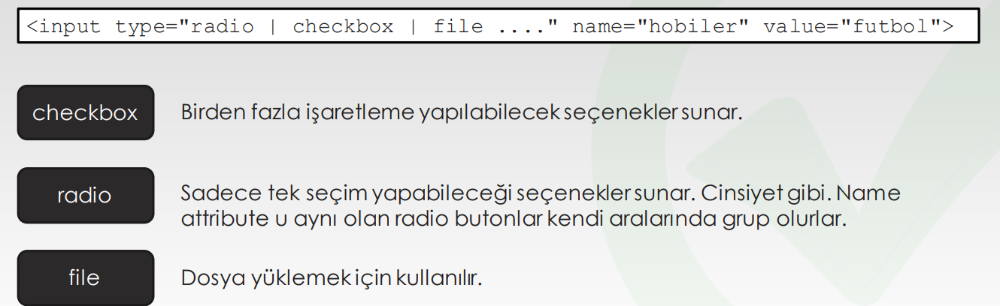 <input type="radio | checkbox | file ...." name="hobiler" value="futbol">
checkbox
Birden fazla işaretleme yapılabilecek seçenekler sunar.
radio
Sadece tek seçim yapabileceği seçenekler sunar. Cinsiyet gibi. Name
attribute u aynı olan radio butonlar kendi aralarında grup olurlar.
file
Dosya yüklemek için kullanılır.